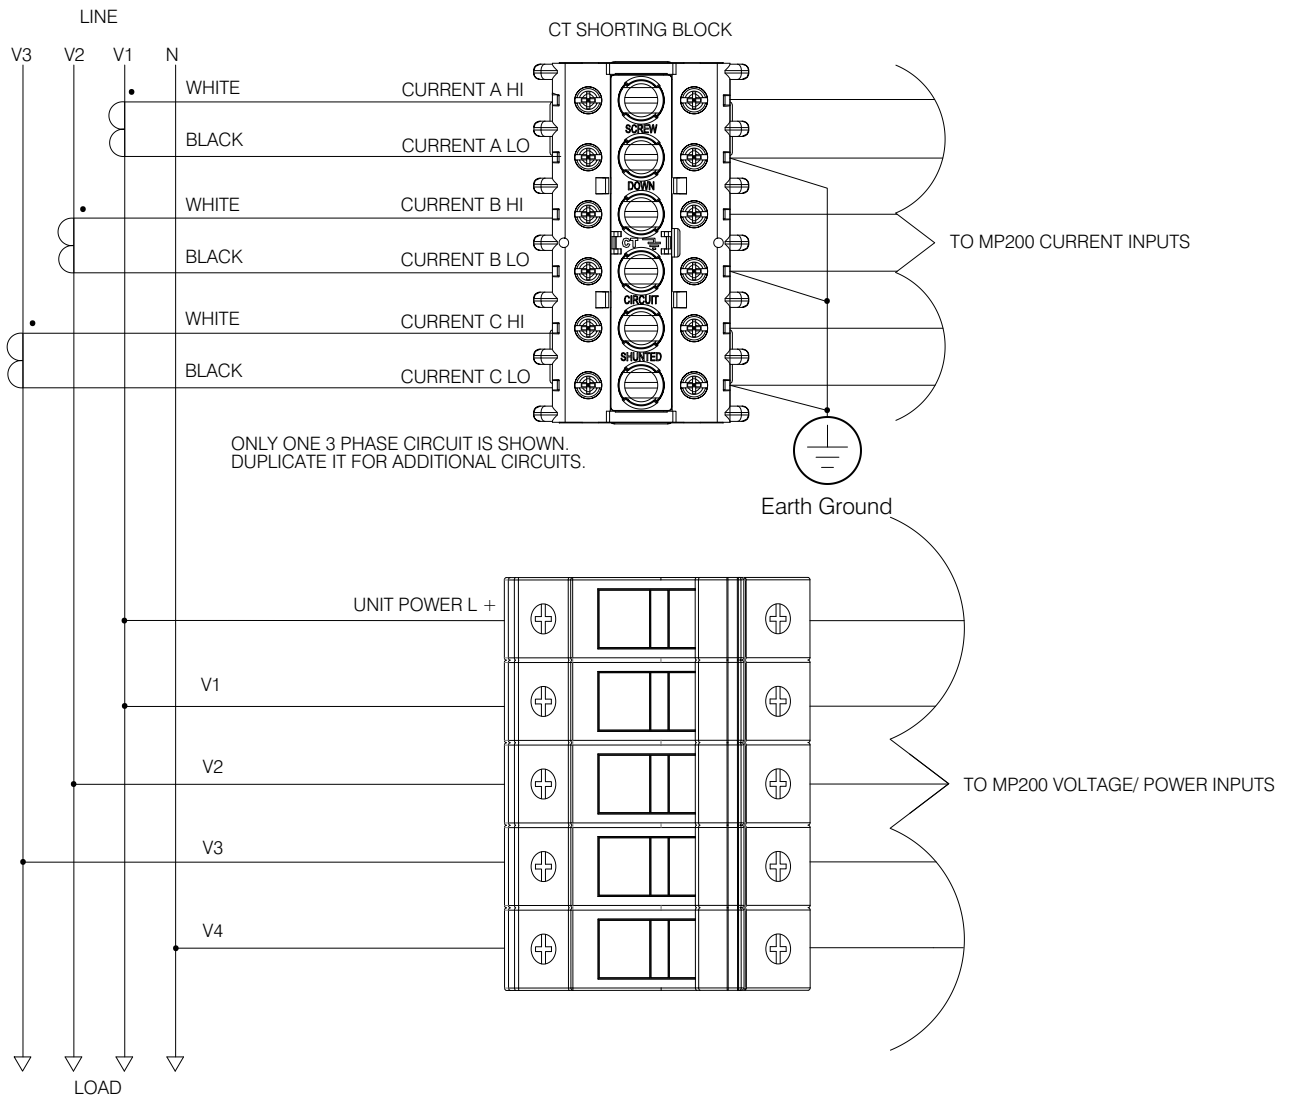 LINE
CT SHORTING BLOCK
V3 V2 V1 N
WHITE CURRENT A HI
SCREW
BLACK CURRENT A LO
DOWN
WHITE CURRENT B HI
CT
TO MP200 CURRENT INPUTS
BLACK CURRENT B LO
CIRCUIT
WHITE CURRENT C HI
SHUNTED
BLACK CURRENT C LO
ONLY ONE 3 PHASE CIRCUIT IS SHOWN.
DUPLICATE IT FOR ADDITIONAL CIRCUITS.
Earth Ground
UNIT POWER L +
V1
V2
TO MP200 VOLTAGE/ POWER INPUTS
V3
V4
LOAD